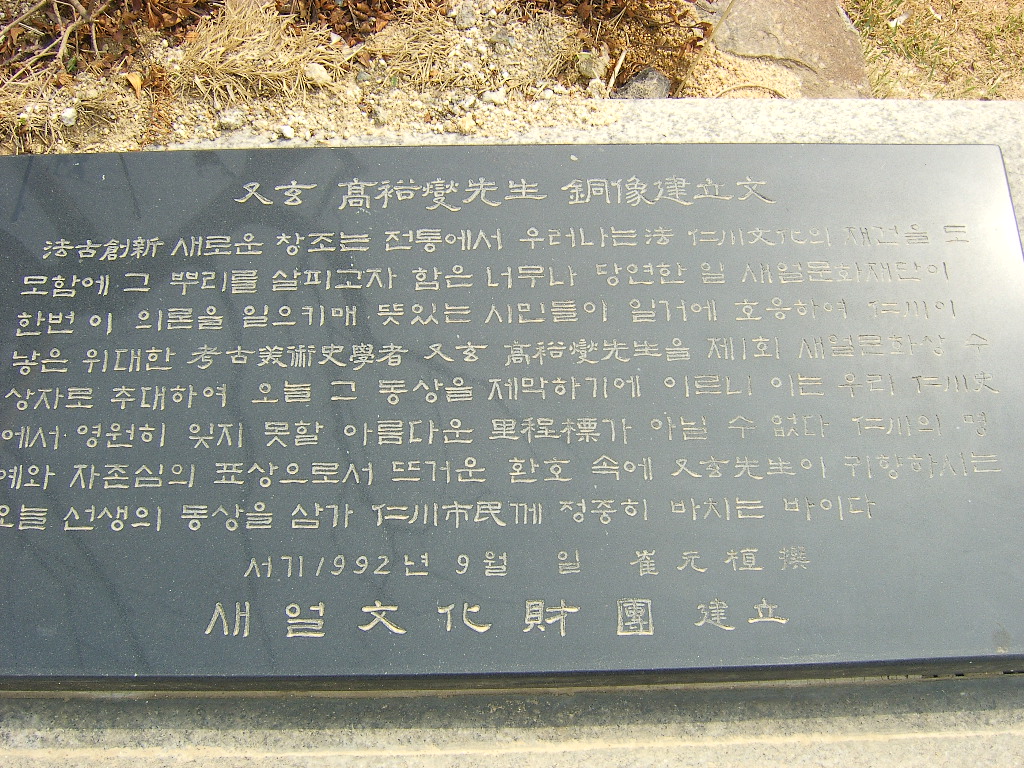 又玄 高裕燮先生 銅像建立文
法古創新 새로운 창조는 전통에서 우러나는法 仁川文化의 재건을 도
모함에 그 뿌리를 살피고자 함은 너무나 당연한 일 새얼문화재단이
한번 이 의론을 일으키매 뜻있는 시민들이 일거에 호응하여 仁川이
낳은 위대한 考古美術史學者 又玄 高裕燮先生을 제1회 새얼문화상 수
상자로 추대하여 오늘 그 동상을 제막하기에 이르니 이는 우리 仁川史
에서 영원히 잊지 못할 아름다운 里程標가 아닐 수 없다 仁川의 명
예와 자존심의 표상으로서 뜨거운 환호 속에 又玄先生이 귀향하시는
오늘 선생의 동상을 삼가 仁川市民께 정중히 바치는 바이다
서기1992년 9월 일 崔元植 撰
새얼文化財團 建立